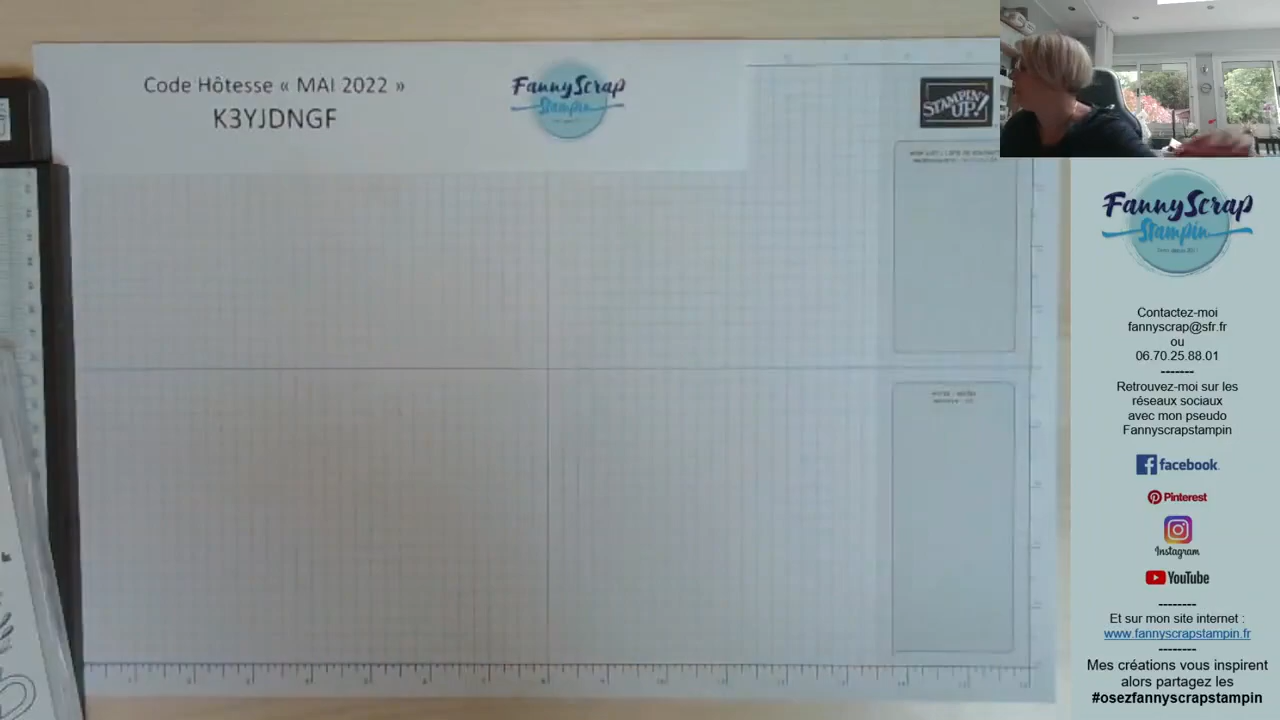 Code Hôtesse « MAI 2022 »
K3YJDNGF
FannyScrap
Stampin
STAMPIN' UP!
FannyScrap
Stampin
Contactez-moi
fannyscrap@sfr.fr
ou
06.70.25.88.01
-------
Retrouvez-moi sur les
réseaux sociaux
avec mon pseudo
Fannyscrapstampin
facebook.
Pinterest
Instagram
YouTube
--------
Et sur mon site internet :
www.fannyscrapstampin.fr
--------
Mes créations vous inspirent
alors partagez les
#osezfannyscrapstampin